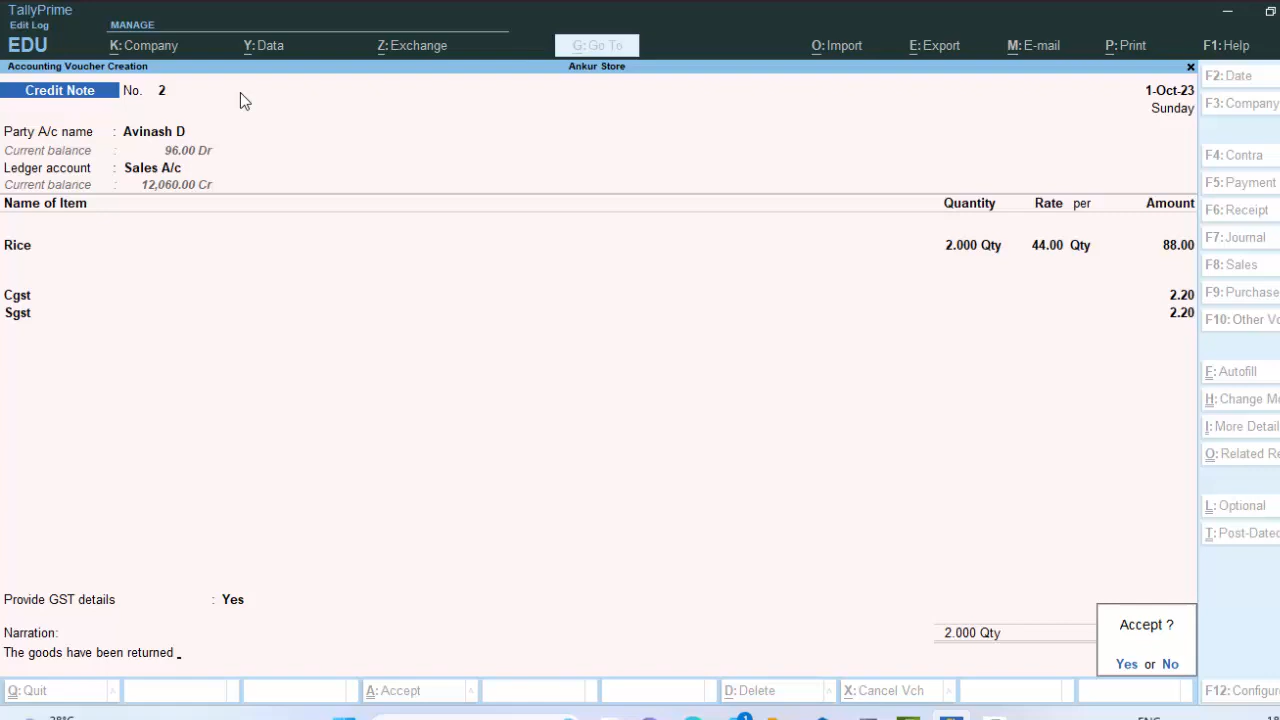 TallyPrime
Edit Log
MANAGE
EDU
K: Company
Y: Data
Z: Exchange
G: Go To
O: Import
E: Export
M: E-mail
P: Print
F1: Help
Accounting Voucher Creation
Ankur Store
F2: Date
Credit Note No. 2
1-Oct-23
F3: Company
Sunday
Party A/c name : Avinash D
Current balance : 96.00 Dr
F4: Contra
Ledger account : Sales A/c
Current balance : 12,060.00 Cr
F5: Payment
Name of Item Quantity Rate per Amount
F6: Receipt
F7: Journal
Rice 2.000 Qty 44.00 Qty 88.00
F8: Sales
Cgst 2.20
F9: Purchase
Sgst 2.20
F10: Other Vo
F: Autofill
H: Change Mo
I: More Detail
O: Related Re
L: Optional
T: Post-Dated
Provide GST details : Yes
Narration:
2.000 Qty
Accept ?
The goods have been returned
Yes or No
Q: Quit
A: Accept
D: Delete
X: Cancel Vch
F12: Configur